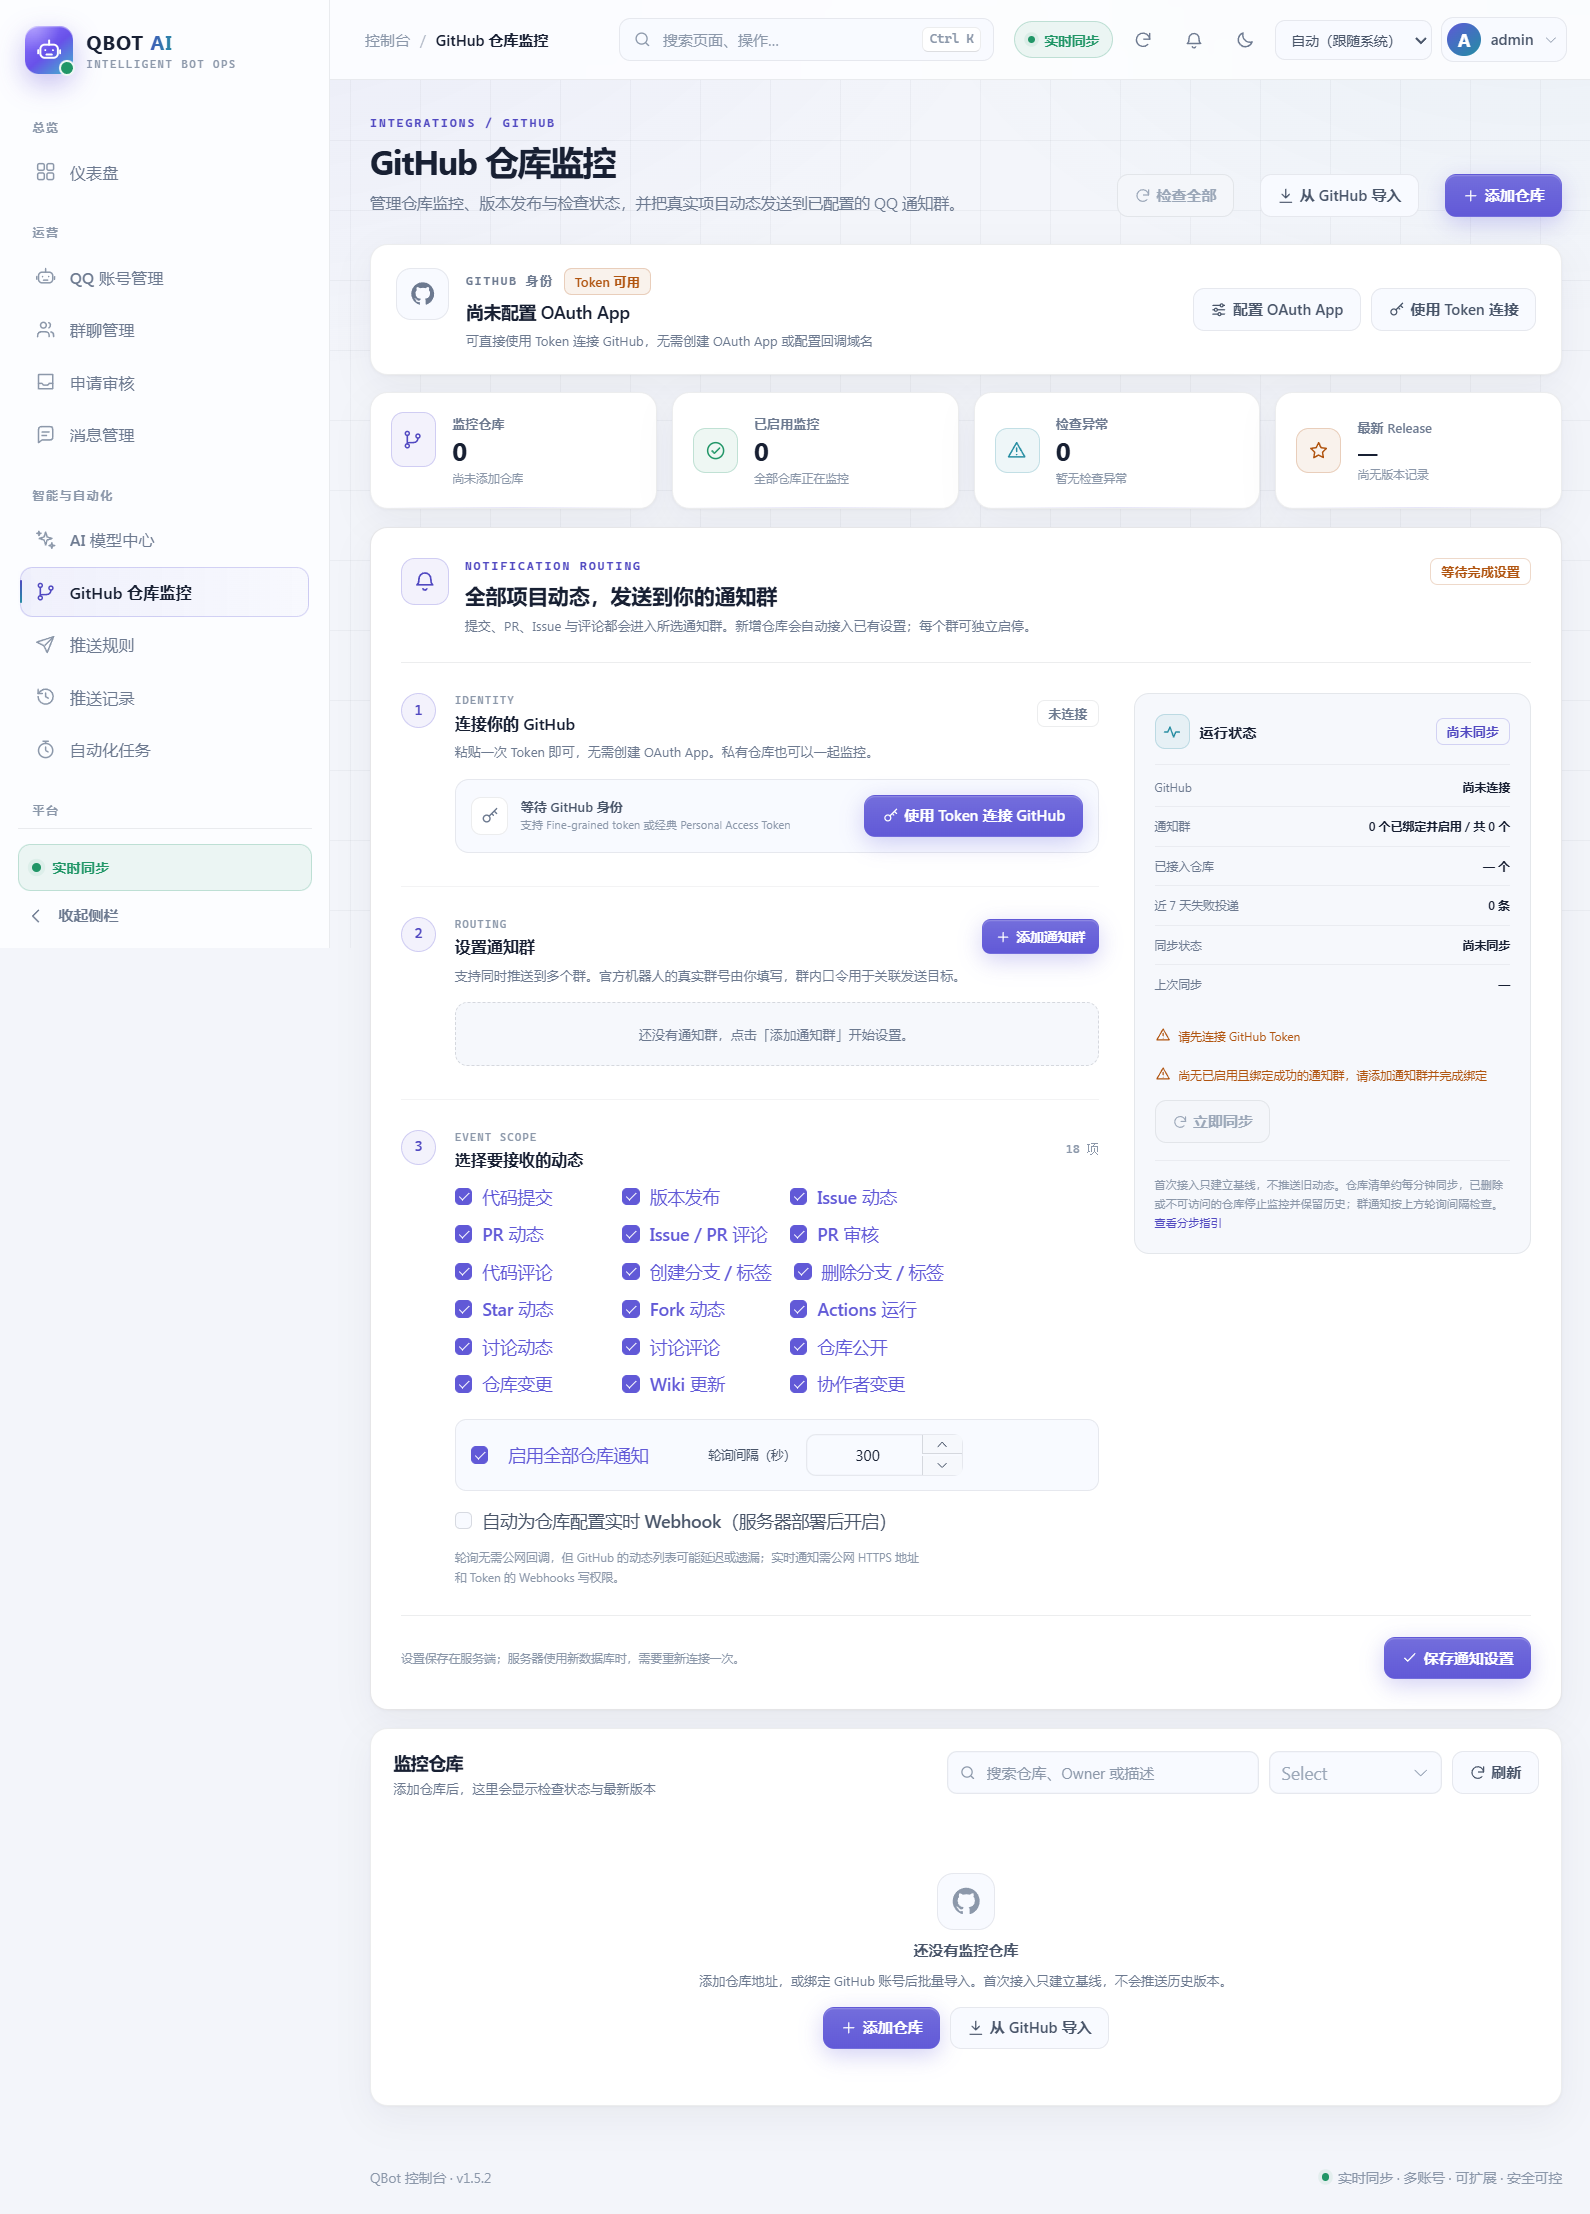 QBOT AI
INTELLIGENT BOT OPS
总览
仪表盘
运营
QQ 账号管理
群聊管理
申请审核
消息管理
智能与自动化
AI 模型中心
GitHub 仓库监控
推送规则
推送记录
自动化任务
平台
实时同步
收起侧栏
控制台 / GitHub 仓库监控
搜索页面、操作...
Ctrl K
实时同步
自动（跟随系统）
A
admin
INTEGRATIONS / GITHUB
GitHub 仓库监控
管理仓库监控、版本发布与检查状态，并把真实项目动态发送到已配置的 QQ 通知群。
检查全部
从 GitHub 导入
添加仓库
GITHUB 身份
Token 可用
尚未配置 OAuth App
可直接使用 Token 连接 GitHub，无需创建 OAuth App 或配置回调域名
配置 OAuth App
使用 Token 连接
监控仓库
0
尚未添加仓库
已启用监控
0
全部仓库正在监控
检查异常
0
暂无检查异常
最新 Release
—
尚无版本记录
NOTIFICATION ROUTING
全部项目动态，发送到你的通知群
提交、PR、Issue 与评论都会进入所选通知群。新增仓库会自动接入已有设置；每个群可独立启停。
等待完成设置
1
IDENTITY
连接你的 GitHub
粘贴一次 Token 即可，无需创建 OAuth App。私有仓库也可以一起监控。
未连接
等待 GitHub 身份
支持 Fine-grained token 或经典 Personal Access Token
使用 Token 连接 GitHub
2
ROUTING
设置通知群
支持同时推送到多个群。官方机器人的真实群号由你填写，群内口令用于关联发送目标。
添加通知群
还没有通知群，点击「添加通知群」开始设置。
3
EVENT SCOPE
选择要接收的动态
18 项
代码提交
版本发布
Issue 动态
PR 动态
Issue / PR 评论
PR 审核
代码评论
创建分支 / 标签
删除分支 / 标签
Star 动态
Fork 动态
Actions 运行
讨论动态
讨论评论
仓库公开
仓库变更
Wiki 更新
协作者变更
启用全部仓库通知
轮询间隔（秒）
300
自动为仓库配置实时 Webhook（服务器部署后开启）
轮询无需公网回调，但 GitHub 的动态列表可能延迟或遗漏；实时通知需公网 HTTPS 地址
和 Token 的 Webhooks 写权限。
运行状态
尚未同步
GitHub
尚未连接
通知群
0 个已绑定并启用 / 共 0 个
已接入仓库
— 个
近 7 天失败投递
0 条
同步状态
尚未同步
上次同步
—
请先连接 GitHub Token
尚无已启用且绑定成功的通知群，请添加通知群并完成绑定
立即同步
首次接入只建立基线，不推送旧动态。仓库清单约每分钟同步，已删除
或不可访问的仓库停止监控并保留历史；群通知按上方轮询间隔检查。
查看分步指引
设置保存在服务端；服务器使用新数据库时，需要重新连接一次。
保存通知设置
监控仓库
添加仓库后，这里会显示检查状态与最新版本
搜索仓库、Owner 或描述
Select
刷新
还没有监控仓库
添加仓库地址，或绑定 GitHub 账号后批量导入。首次接入只建立基线，不会推送历史版本。
添加仓库
从 GitHub 导入
QBot 控制台 · v1.5.2
实时同步 · 多账号 · 可扩展 · 安全可控